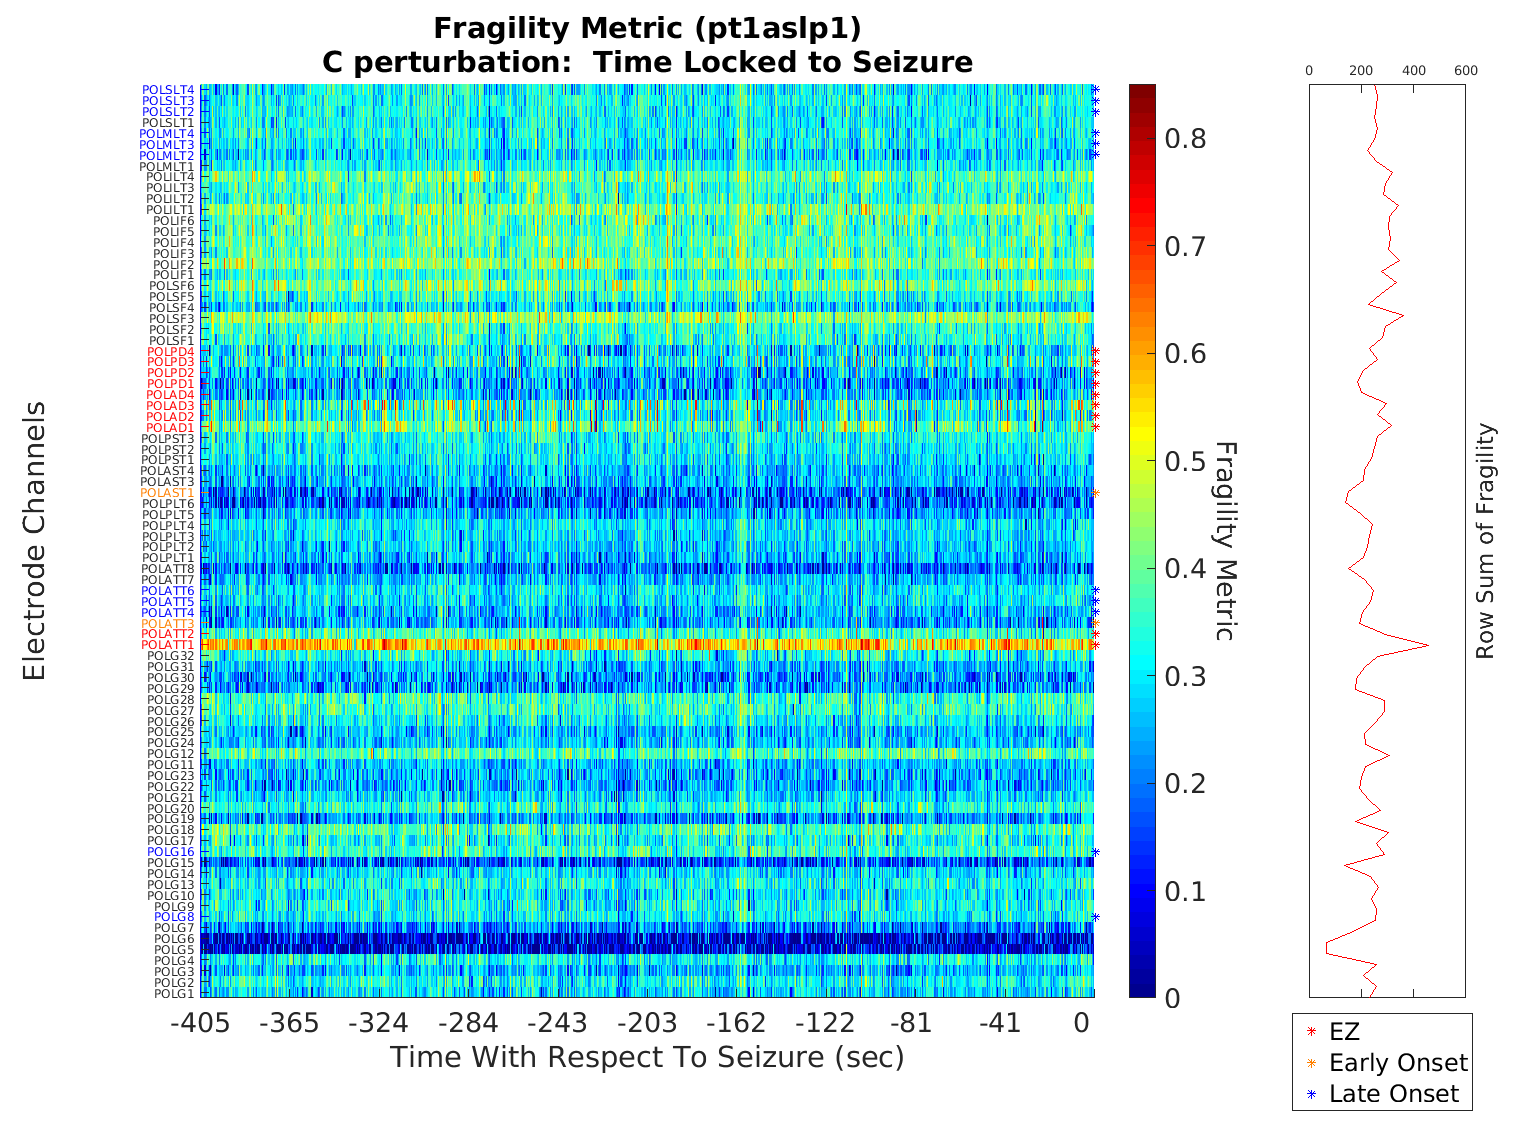 Fragility Metric (pt1aslp1)
C perturbation:  Time Locked to Seizure
Electrode Channels
POLSLT4
POLSLT3
POLSLT2
POLSLT1
POLMLT4
POLMLT3
POLMLT2
POLMLT1
POLILT4
POLILT3
POLILT2
POLILT1
POLIF6
POLIF5
POLIF4
POLIF3
POLIF2
POLIF1
POLSF6
POLSF5
POLSF4
POLSF3
POLSF2
POLSF1
POLPD4
POLPD3
POLPD2
POLPD1
POLAD4
POLAD3
POLAD2
POLAD1
POLPST3
POLPST2
POLPST1
POLAST4
POLAST3
POLAST1
POLPLT6
POLPLT5
POLPLT4
POLPLT3
POLPLT2
POLPLT1
POLATT8
POLATT7
POLATT6
POLATT5
POLATT4
POLATT3
POLATT2
POLATT1
POLG32
POLG31
POLG30
POLG29
POLG28
POLG27
POLG26
POLG25
POLG24
POLG12
POLG11
POLG23
POLG22
POLG21
POLG20
POLG19
POLG18
POLG17
POLG16
POLG15
POLG14
POLG13
POLG10
POLG9
POLG8
POLG7
POLG6
POLG5
POLG4
POLG3
POLG2
POLG1
-405 -365 -324 -284 -243 -203 -162 -122 -81 -41 0
Time With Respect To Seizure (sec)
0.8
0.7
0.6
0.5
0.4
0.3
0.2
0.1
0
Fragility Metric
0 200 400 600
Row Sum of Fragility
EZ
Early Onset
Late Onset